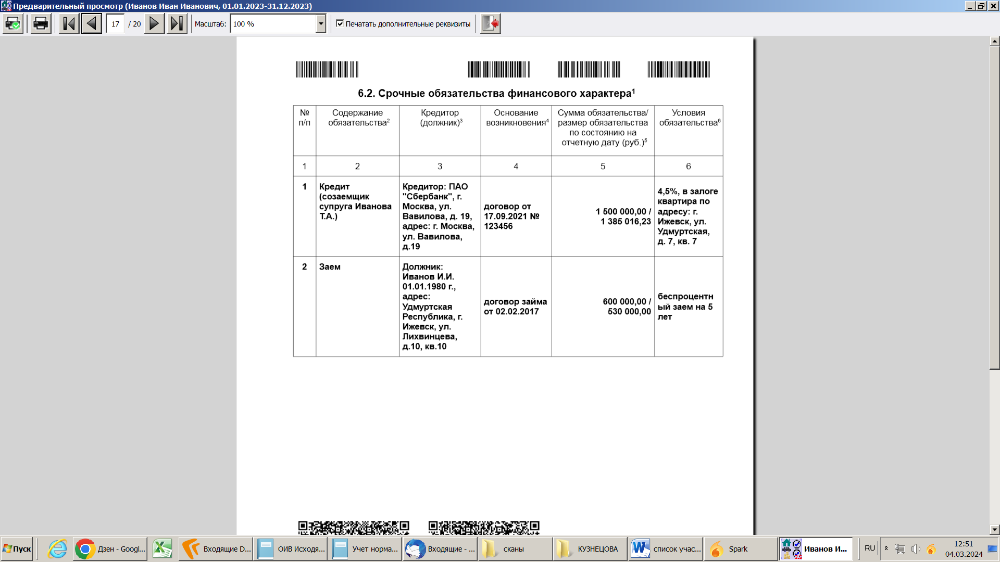 Предварительный просмотр (Иванов Иван Иванович, 01.01.2023-31.12.2023)
17 / 20 Масштаб: 100 % Печатать дополнительные реквизиты
6.2. Срочные обязательства финансового характера¹
№
п/п
Содержание
обязательства²
Кредитор
(должник)³
Основание
возникновения⁴
Сумма обязательства/
размер обязательства
по состоянию на
отчетную дату (руб.)⁵
Условия
обязательства⁶
1 2 3 4 5 6
1
Кредит
(созаемщик
супруга Иванова
Т.А.)
Кредитор: ПАО
"Сбербанк", г.
Москва, ул.
Вавилова, д. 19,
адрес: г. Москва,
ул. Вавилова,
д.19
договор от
17.09.2021 №
123456
1 500 000,00 /
1 385 016,23
4,5%, в залоге
квартира по
адресу: г.
Ижевск, ул.
Удмуртская,
д. 7, кв. 7
2
Заем
Должник:
Иванов И.И.
01.01.1980 г.,
адрес:
Удмуртская
Республика, г.
Ижевск, ул.
Лихвинцева,
д.10, кв.10
договор займа
от 02.02.2017
600 000,00 /
530 000,00
беспроцентн
ый заем на 5
лет
Пуск
Дзен - Googl...
Входящие D...
ОИВ Исходя...
Учет норма...
Входящие - ...
сканы
КУЗНЕЦОВА
список учас...
Spark
Иванов И...
RU
12:51
04.03.2024